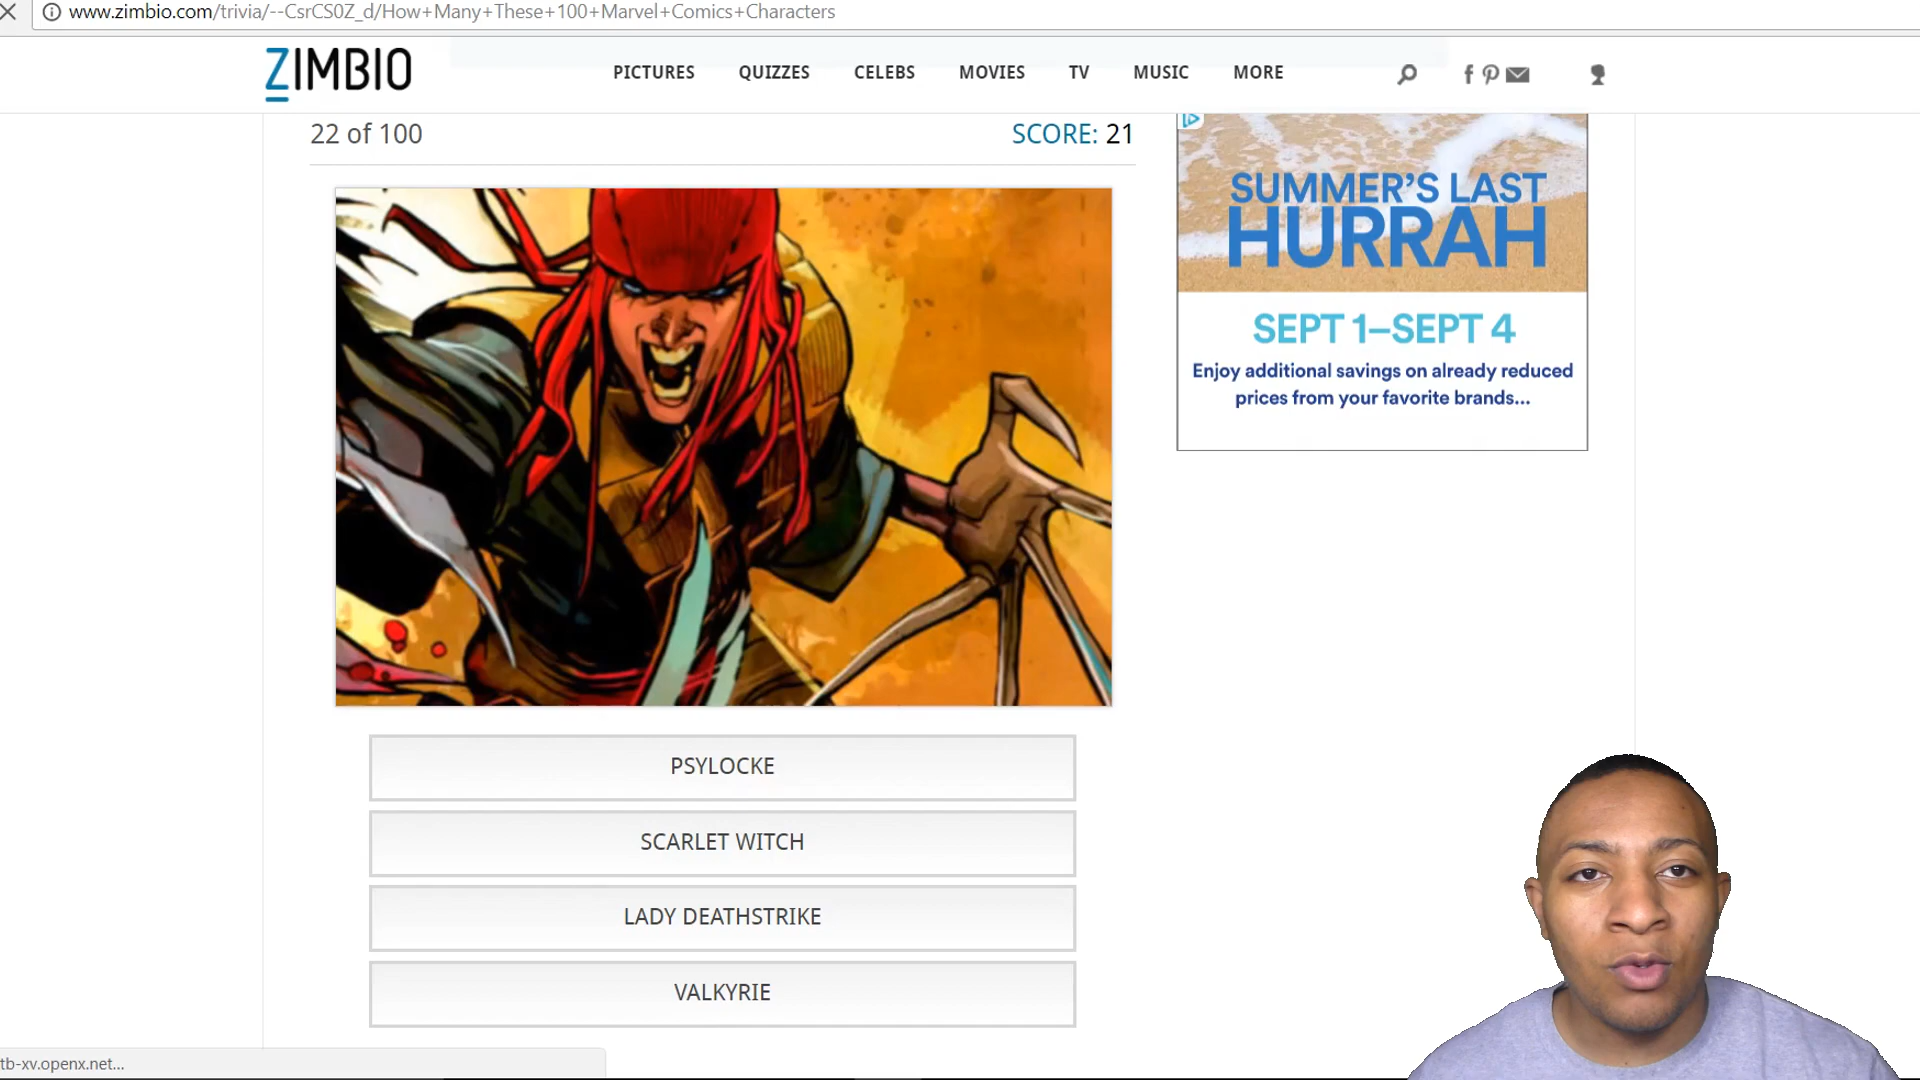 www.zimbio.com/trivia/--CsrCS0Z_d/How+Many+These+100+Marvel+Comics+Characters
ZIMBIO
PICTURES QUIZZES CELEBS MOVIES TV MUSIC MORE
22 of 100
SCORE: 21
SUMMER'S LAST
HURRAH
SEPT 1–SEPT 4
Enjoy additional savings on already reduced
prices from your favorite brands...
PSYLOCKE
SCARLET WITCH
LADY DEATHSTRIKE
VALKYRIE
tb-xv.openx.net...